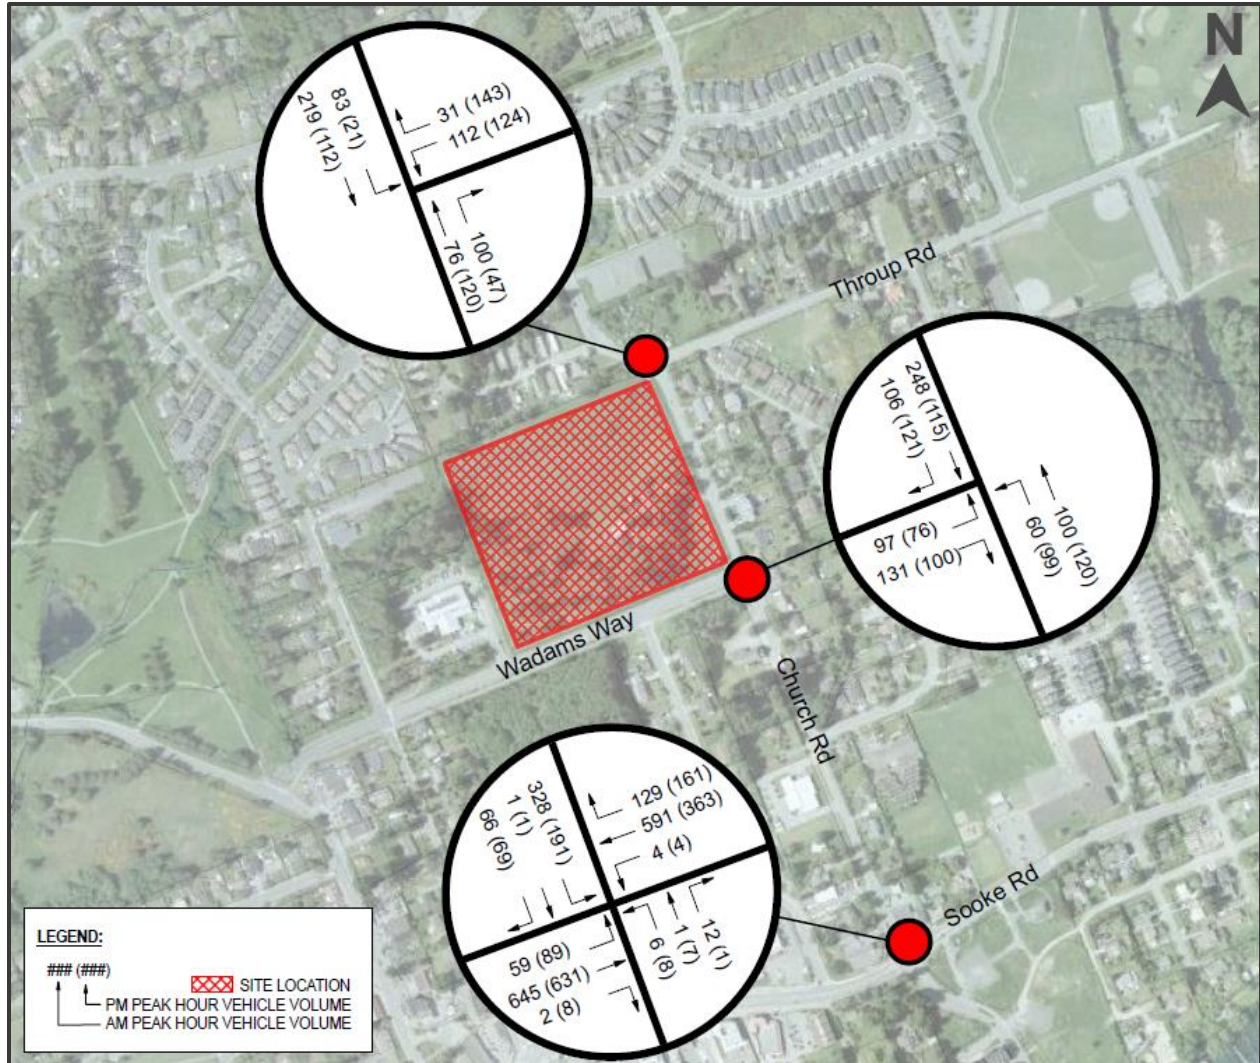 N
83 (21)
219 (112)
31 (143)
112 (124)
100 (47)
76 (120)
Throup Rd
248 (115)
106 (121)
97 (76)
131 (100)
100 (120)
60 (99)
Wadams Way
Church Rd
328 (191)
1 (1)
66 (69)
129 (161)
591 (363)
4 (4)
59 (89)
645 (631)
2 (8)
12 (1)
1 (7)
6 (8)
Sooke Rd
LEGEND:
### (###)
SITE LOCATION
PM PEAK HOUR VEHICLE VOLUME
AM PEAK HOUR VEHICLE VOLUME